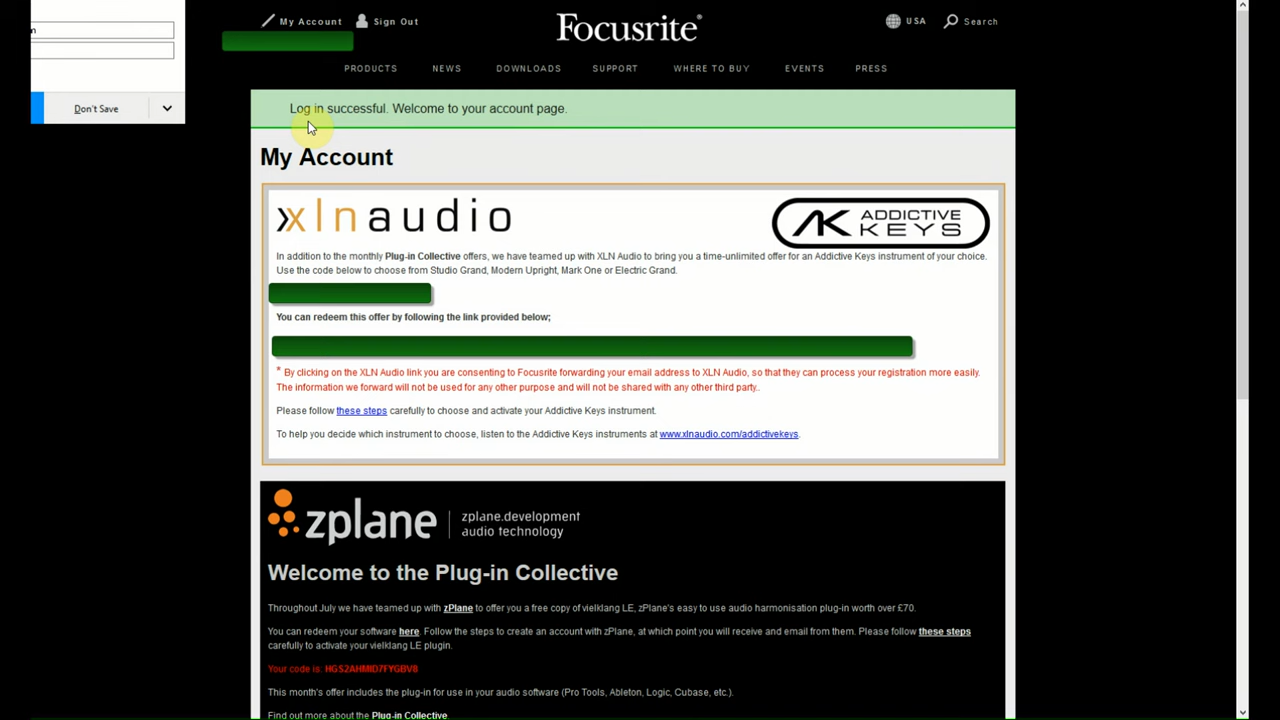 m
Don't Save
My Account
Sign Out
Focusrite®
USA
Search
PRODUCTS
NEWS
DOWNLOADS
SUPPORT
WHERE TO BUY
EVENTS
PRESS
Log in successful. Welcome to your account page.
My Account
xlnaudio
AK ADDICTIVE
KEYS
In addition to the monthly Plug-in Collective offers, we have teamed up with XLN Audio to bring you a time-unlimited offer for an Addictive Keys instrument of your choice.
Use the code below to choose from Studio Grand, Modern Upright, Mark One or Electric Grand.
You can redeem this offer by following the link provided below;
* By clicking on the XLN Audio link you are consenting to Focusrite forwarding your email address to XLN Audio, so that they can process your registration more easily.
The information we forward will not be used for any other purpose and will not be shared with any other third party..
Please follow these steps carefully to choose and activate your Addictive Keys instrument.
To help you decide which instrument to choose, listen to the Addictive Keys instruments at www.xlnaudio.com/addictivekeys.
zplane
zplane.development
audio technology
Welcome to the Plug-in Collective
Throughout July we have teamed up with zPlane to offer you a free copy of vielklang LE, zPlane's easy to use audio harmonisation plug-in worth over £70.
You can redeem your software here. Follow the steps to create an account with zPlane, at which point you will receive and email from them. Please follow these steps
carefully to activate your vielklang LE plugin.
Your code is: HGS2AHMID7FYGBV8
This month's offer includes the plug-in for use in your audio software (Pro Tools, Ableton, Logic, Cubase, etc.).
Find out more about the Plug-in Collective.